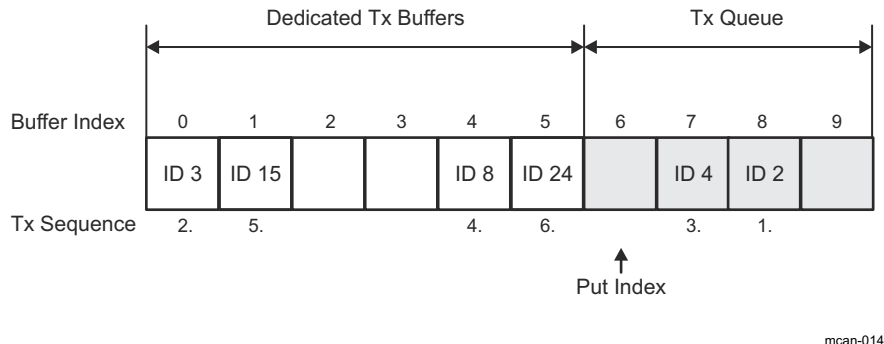 Dedicated Tx Buffers Tx Queue
Buffer Index 0 1 2 3 4 5 6 7 8 9
ID 3 ID 15 ID 8 ID 24 ID 4 ID 2
Tx Sequence 2. 5. 4. 6. 3. 1.
Put Index
mcan-014